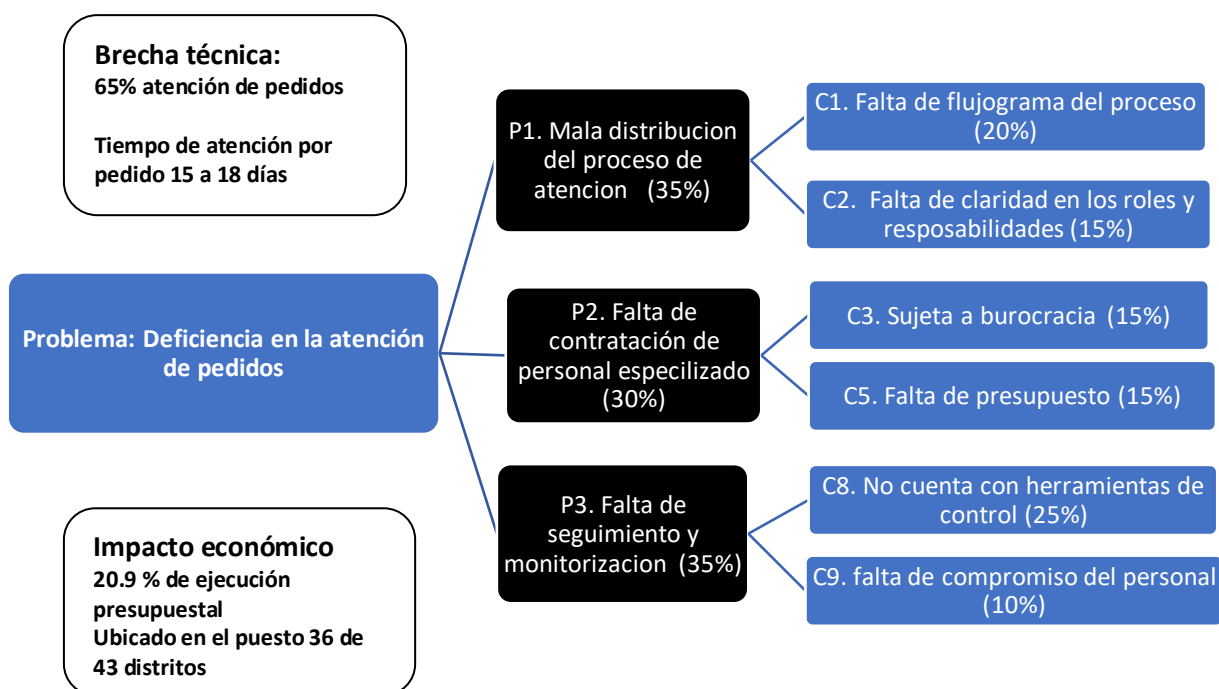 Brecha técnica:
65% atención de pedidos
Tiempo de atención por
pedido 15 a 18 días
Problema: Deficiencia en la atención
de pedidos
Impacto económico
20.9 % de ejecución
presupuestal
Ubicado en el puesto 36 de
43 distritos
P1. Mala distribucion
del proceso de
atencion (35%)
P2. Falta de
contratación de
personal especilizado
(30%)
P3. Falta de
seguimiento y
monitorizacion (35%)
C1. Falta de flujograma del proceso
(20%)
C2. Falta de claridad en los roles y
resposabilidades (15%)
C3. Sujeta a burocracia (15%)
C5. Falta de presupuesto (15%)
C8. No cuenta con herramientas de
control (25%)
C9. falta de compromiso del personal
(10%)